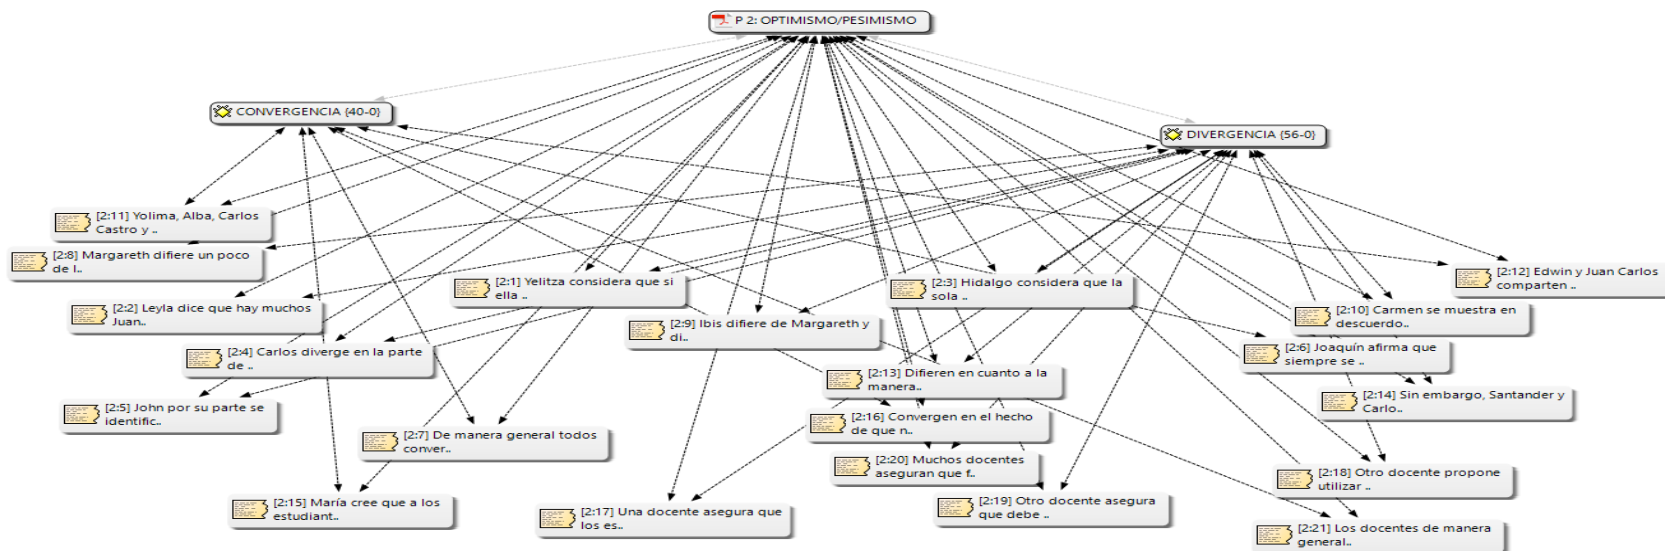 P 2: OPTIMISMO/PESIMISMO
CONVERGENCIA {40-0}
DIVERGENCIA {56-0}
[2:11] Yolima, Alba, Carlos
Castro y ..
[2:8] Margareth difiere un poco
de l..
[2:2] Leyla dice que hay muchos
Juan..
[2:1] Yelitza considera que si
ella ..
[2:3] Hidalgo considera que la
sola ..
[2:12] Edwin y Juan Carlos
comparten ..
[2:10] Carmen se muestra en
descuerdo..
[2:9] Ibis difiere de Margareth y
di..
[2:4] Carlos diverge en la parte
de ..
[2:6] Joaquín afirma que
siempre se ..
[2:13] Difieren en cuanto a la
manera..
[2:14] Sin embargo, Santander y
Carlo..
[2:5] John por su parte se
identific..
[2:16] Convergen en el hecho
de que n..
[2:7] De manera general todos
conver..
[2:20] Muchos docentes
aseguran que f..
[2:18] Otro docente propone
utilizar ..
[2:15] María cree que a los
estudiant..
[2:17] Una docente asegura que
los es..
[2:19] Otro docente asegura
que debe ..
[2:21] Los docentes de manera
general..